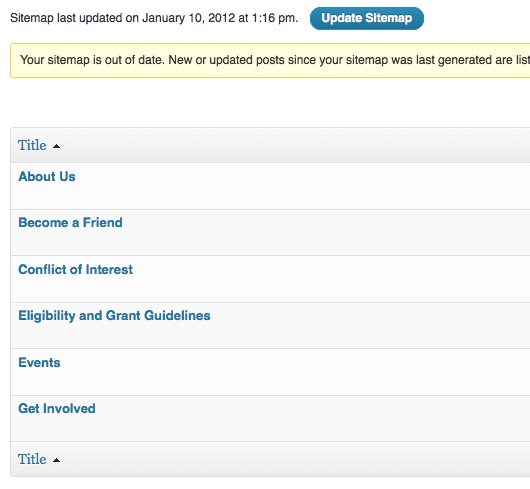 Sitemap last updated on January 10, 2012 at 1:16 pm. Update Sitemap
Your sitemap is out of date. New or updated posts since your sitemap was last generated are list
Title
About Us
Become a Friend
Conflict of Interest
Eligibility and Grant Guidelines
Events
Get Involved
Title